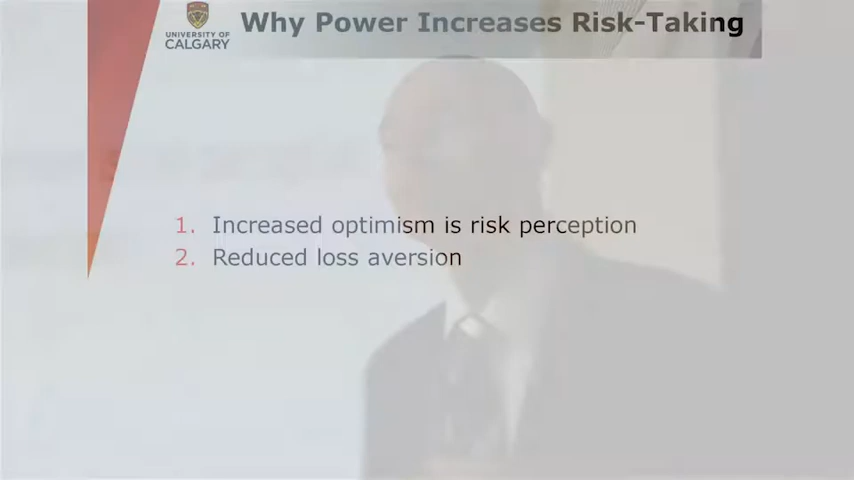 Why Power Increases Risk-Taking
UNIVERSITY OF
CALGARY
1. Increased optimism is risk perception
2. Reduced loss aversion